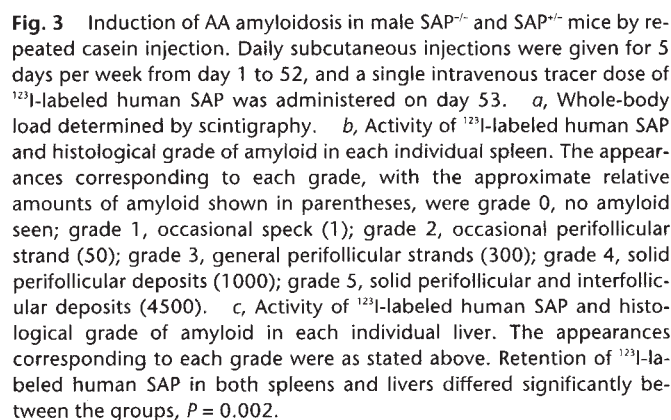 Fig. 3 Induction of AA amyloidosis in male SAP⁻/⁻ and SAP⁺/⁻ mice by re-
peated casein injection. Daily subcutaneous injections were given for 5
days per week from day 1 to 52, and a single intravenous tracer dose of
¹²³I-labeled human SAP was administered on day 53. a, Whole-body
load determined by scintigraphy. b, Activity of ¹²³I-labeled human SAP
and histological grade of amyloid in each individual spleen. The appear-
ances corresponding to each grade, with the approximate relative
amounts of amyloid shown in parentheses, were grade 0, no amyloid
seen; grade 1, occasional speck (1); grade 2, occasional perifollicular
strand (50); grade 3, general perifollicular strands (300); grade 4, solid
perifollicular deposits (1000); grade 5, solid perifollicular and interfollic-
ular deposits (4500). c, Activity of ¹²³I-labeled human SAP and histo-
logical grade of amyloid in each individual liver. The appearances
corresponding to each grade were as stated above. Retention of ¹²³I-la-
beled human SAP in both spleens and livers differed significantly be-
tween the groups, P = 0.002.